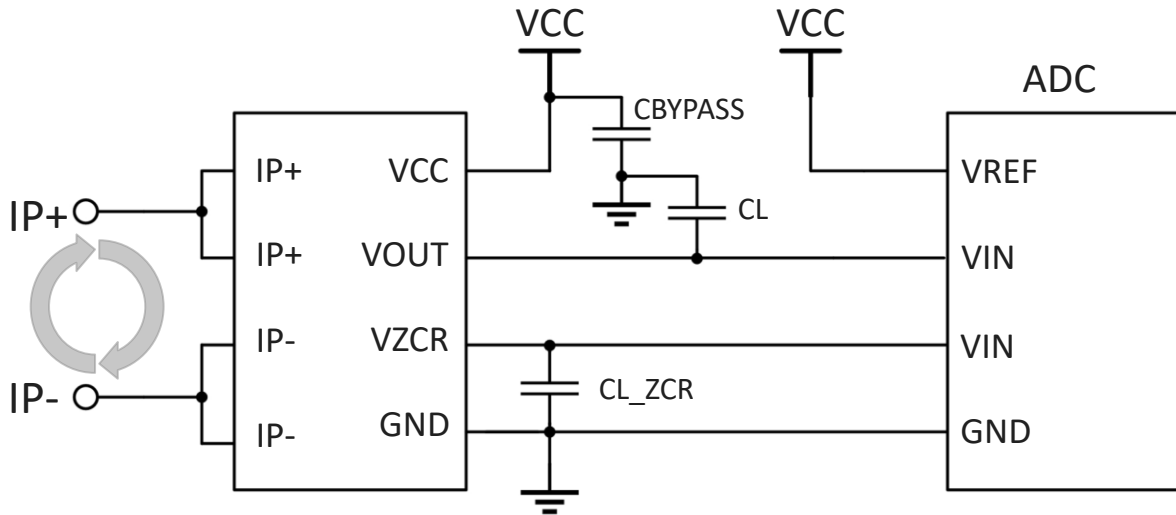 VCC
VCC
ADC
CBYPASS
IP+
VCC
VREF
IP+
CL
IP+
VOUT
VIN
IP-
VZCR
VIN
IP-
CL_ZCR
IP-
GND
GND